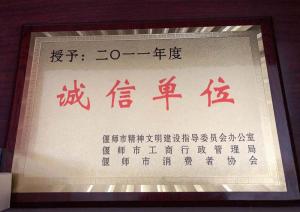 授予：二〇一一年度
诚信单位
偃师市精神文明建设指导委员会办公室
偃师市工商行政管理局
偃师市消费者协会